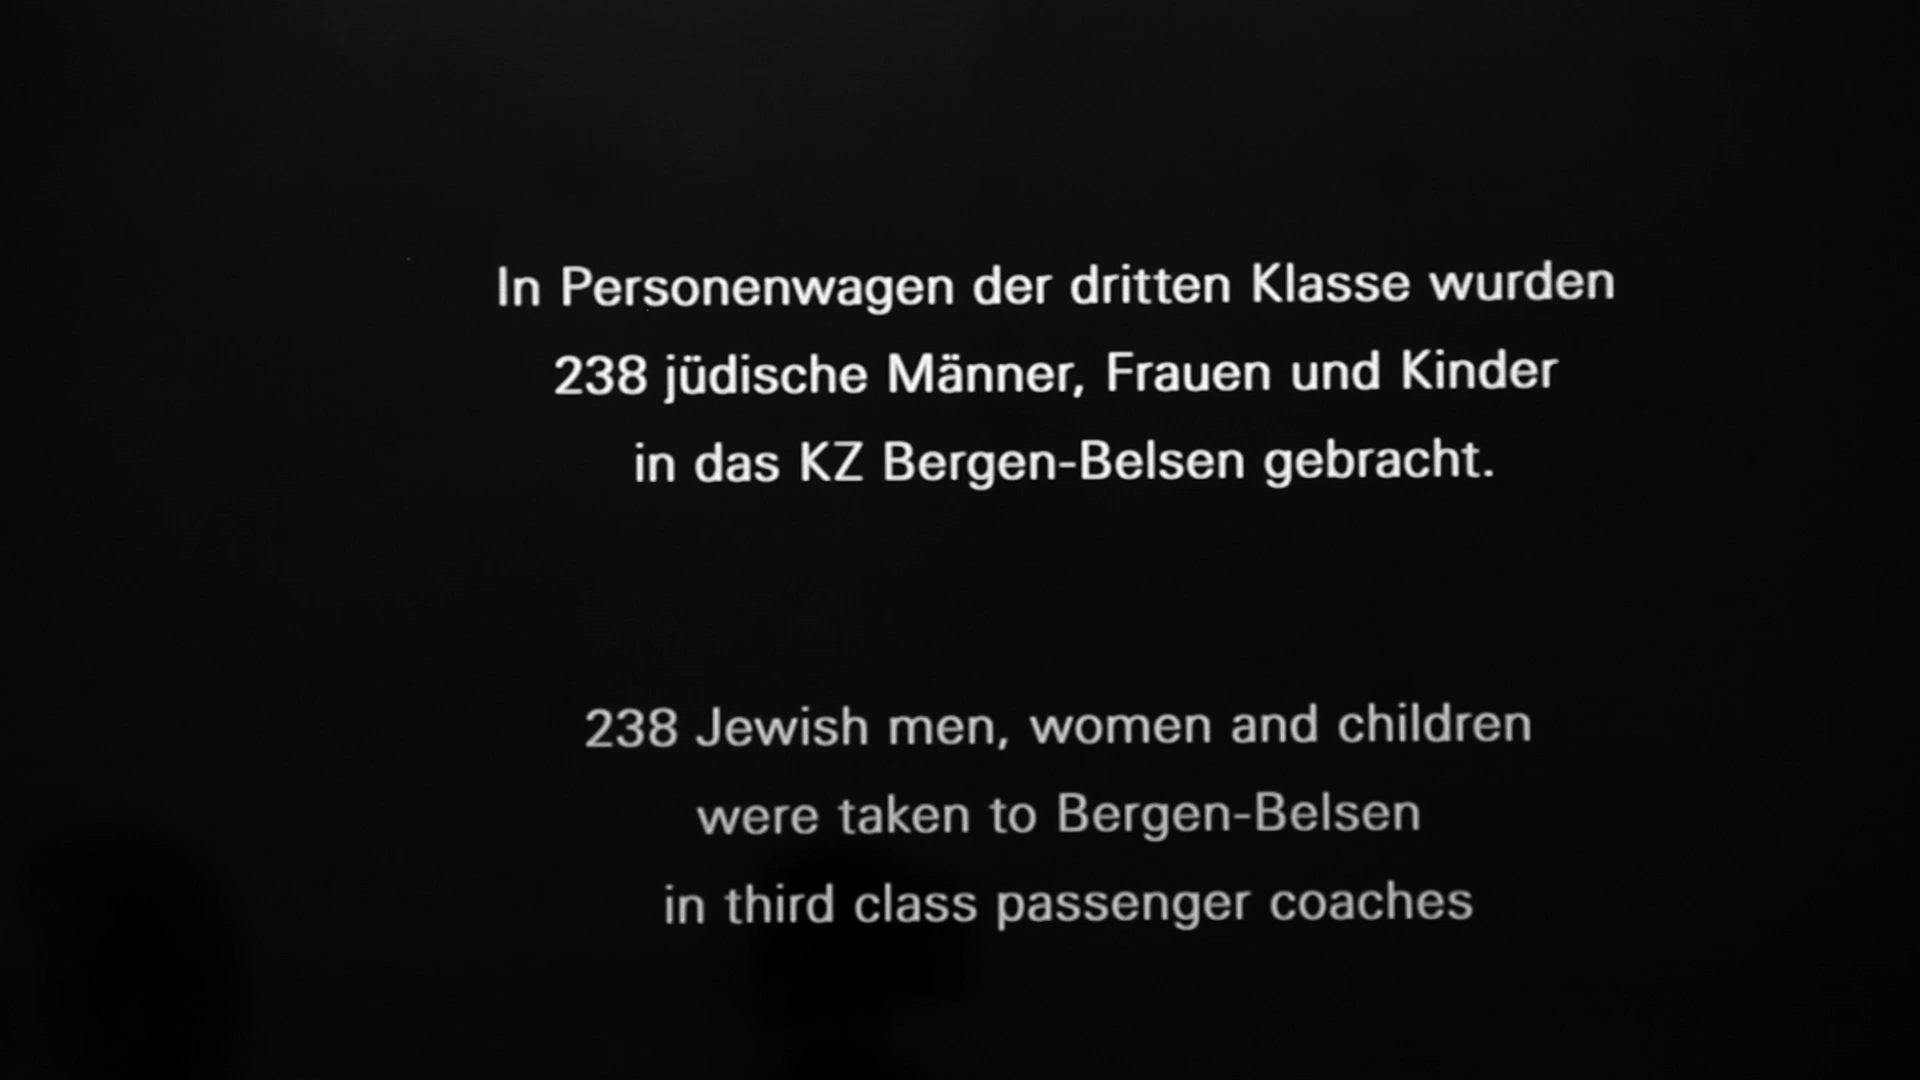 In Personenwagen der dritten Klasse wurden
238 jüdische Männer, Frauen und Kinder
in das KZ Bergen-Belsen gebracht.
238 Jewish men, women and children
were taken to Bergen-Belsen
in third class passenger coaches